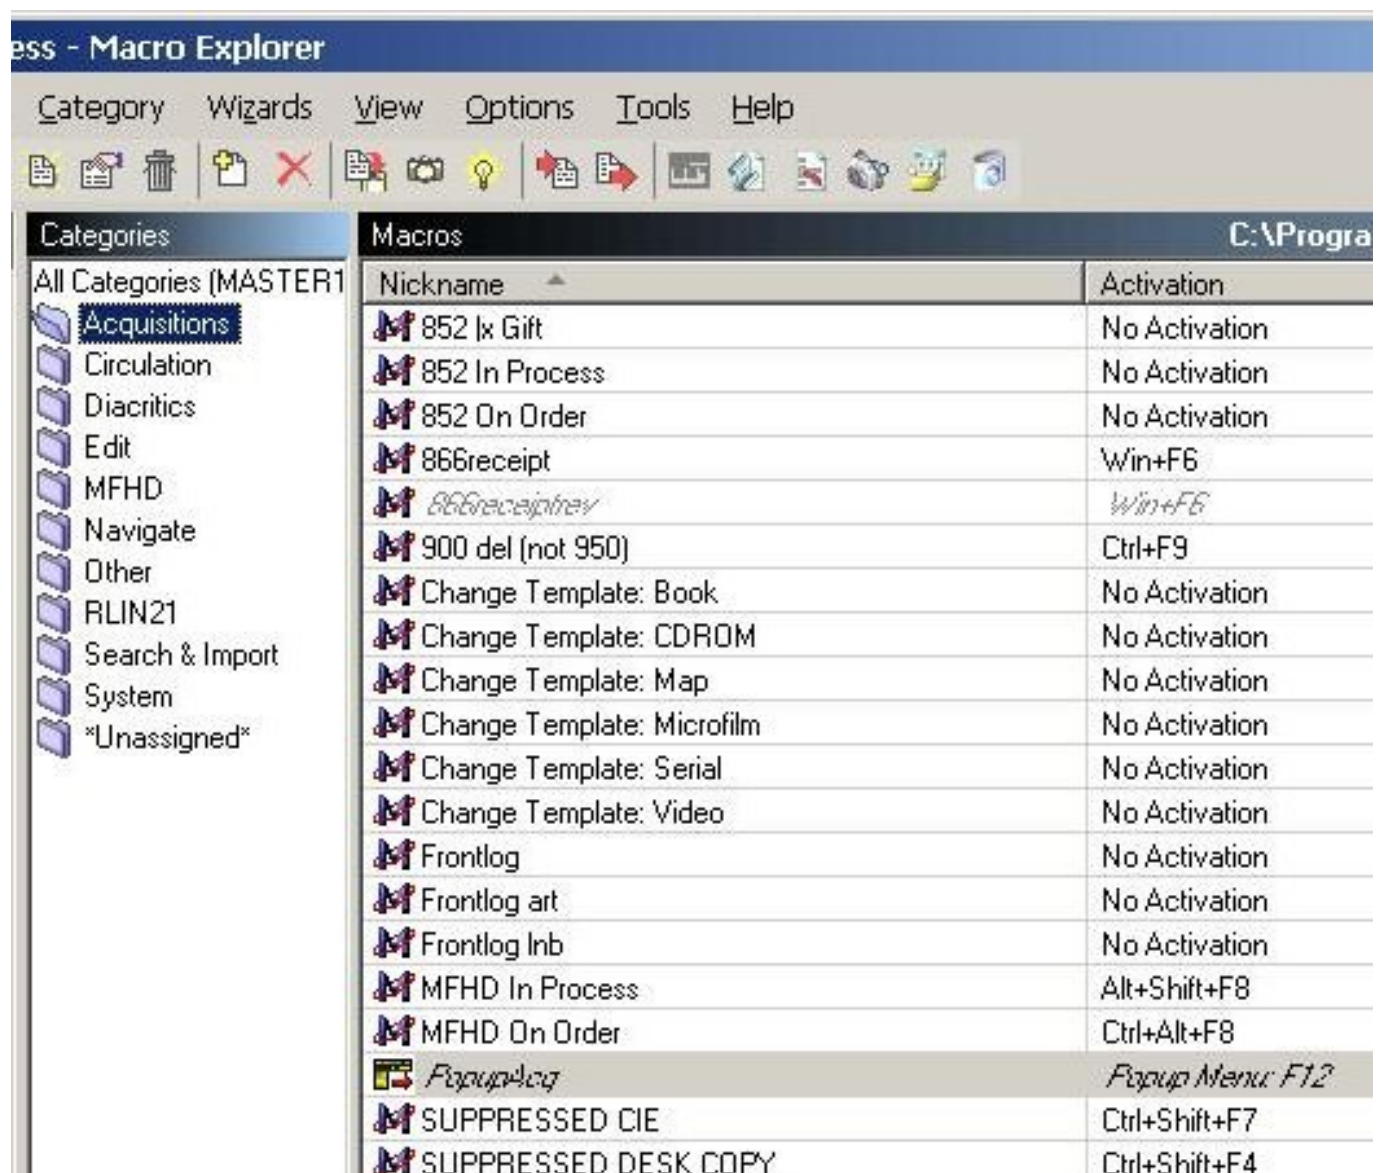 ess - Macro Explorer
Category Wizards View Options Tools Help
Categories
All Categories (MASTER1
Acquisitions
Circulation
Diacritics
Edit
MFHD
Navigate
Other
RLIN21
Search & Import
System
*Unassigned*
Macros C:\Progra
Nickname Activation
852 |x Gift No Activation
852 In Process No Activation
852 On Order No Activation
866receipt Win+F6
866receiptrev Win+F6
900 del (not 950) Ctrl+F9
Change Template: Book No Activation
Change Template: CDROM No Activation
Change Template: Map No Activation
Change Template: Microfilm No Activation
Change Template: Serial No Activation
Change Template: Video No Activation
Frontlog No Activation
Frontlog art No Activation
Frontlog lnb No Activation
MFHD In Process Alt+Shift+F8
MFHD On Order Ctrl+Alt+F8
PopupAcq Popup Menu: F12
SUPPRESSED CIE Ctrl+Shift+F7
SUPPRESSED DESK COPY Ctrl+Shift+F4